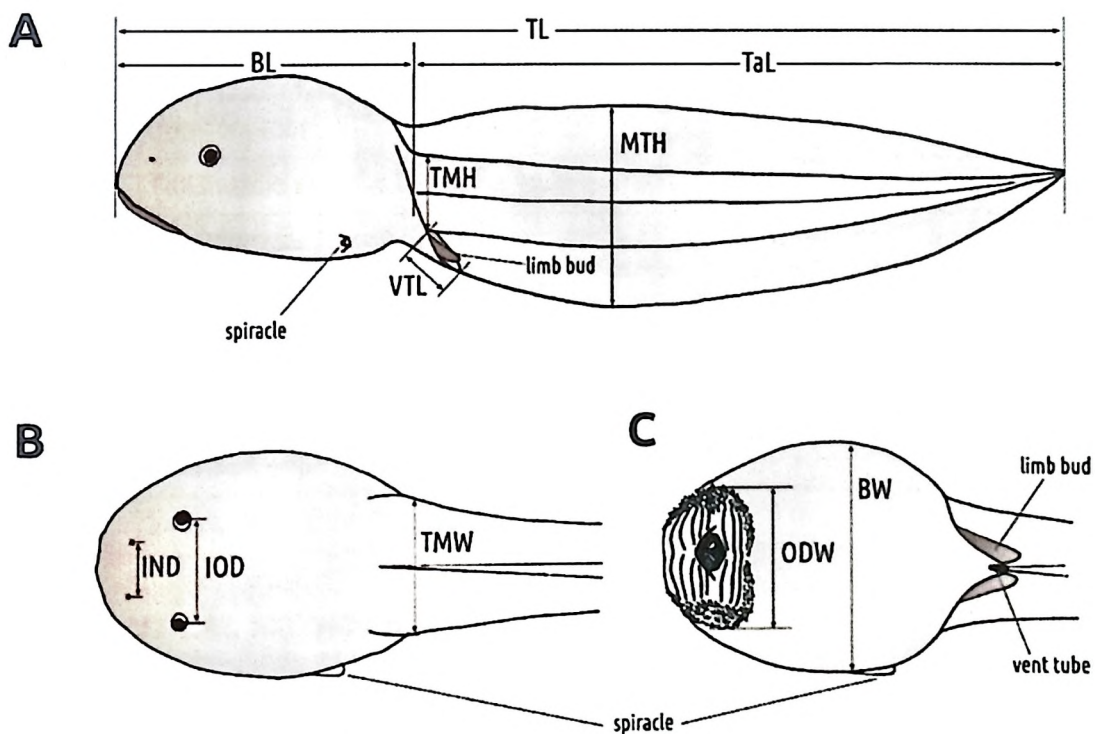 A
TL
BL
TaL
MTH
TMH
limb bud
VTL
spiracle
B
C
limb bud
BW
IND
IOD
TMW
ODW
vent tube
spiracle